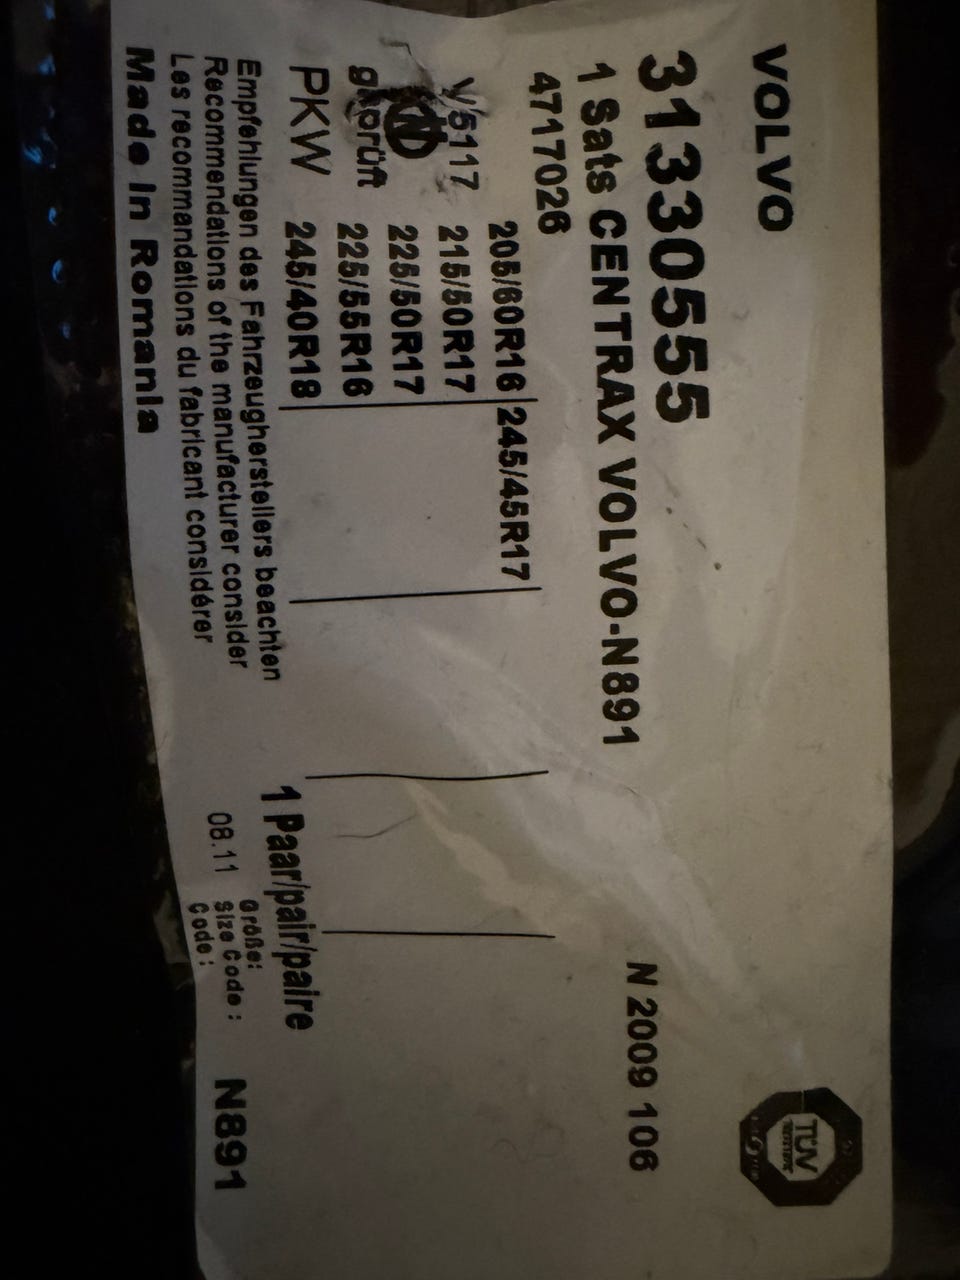 VOLVO
31330555
1 Sats CENTRAX VOLVO-N891
N 2009 106
4717026
TÜV
V5117
geprüft
PKW
205/60R16 245/45R17
215/50R17
225/50R17
225/55R16
245/40R18
Empfehlungen des Fahrzeugherstellers beachten
Recommendations of the manufacturer consider
Les recommandations du fabricant considérer
Made in Romania
1 Paar/pair/paire
08.11
Größe:
Size Code :
Code :
N891